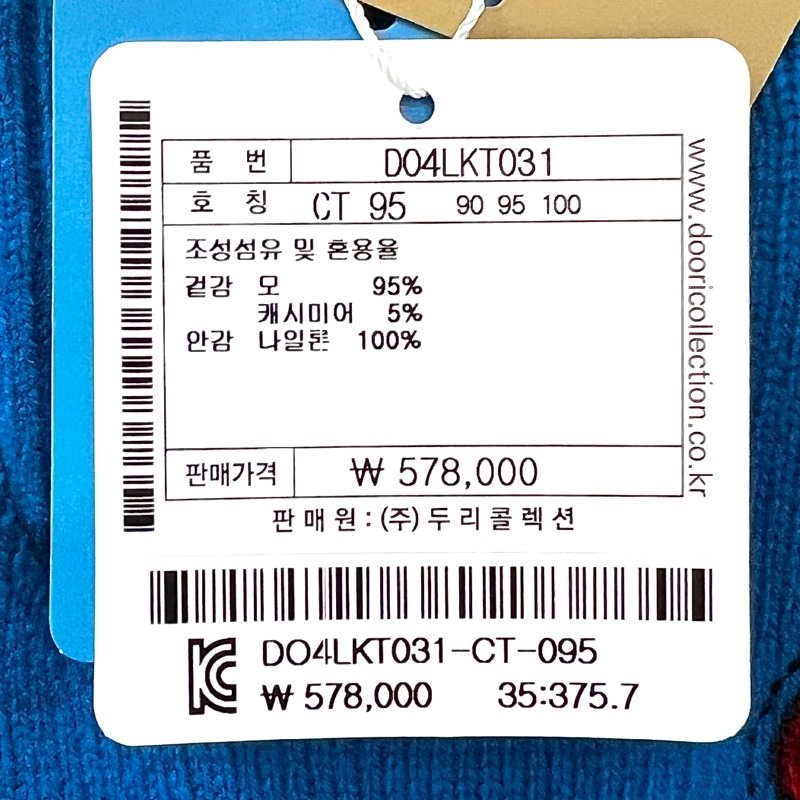 품 번 DO4LKT031
호 칭 CT 95 90 95 100
조성섬유 및 혼용율
겉감 모 95%
캐시미어 5%
안감 나일론 100%
판매가격 ₩ 578,000
판매원 : (주)두리콜렉션
www.dooricollection.co.kr
DO4LKT031-CT-095
₩ 578,000 35:375.7